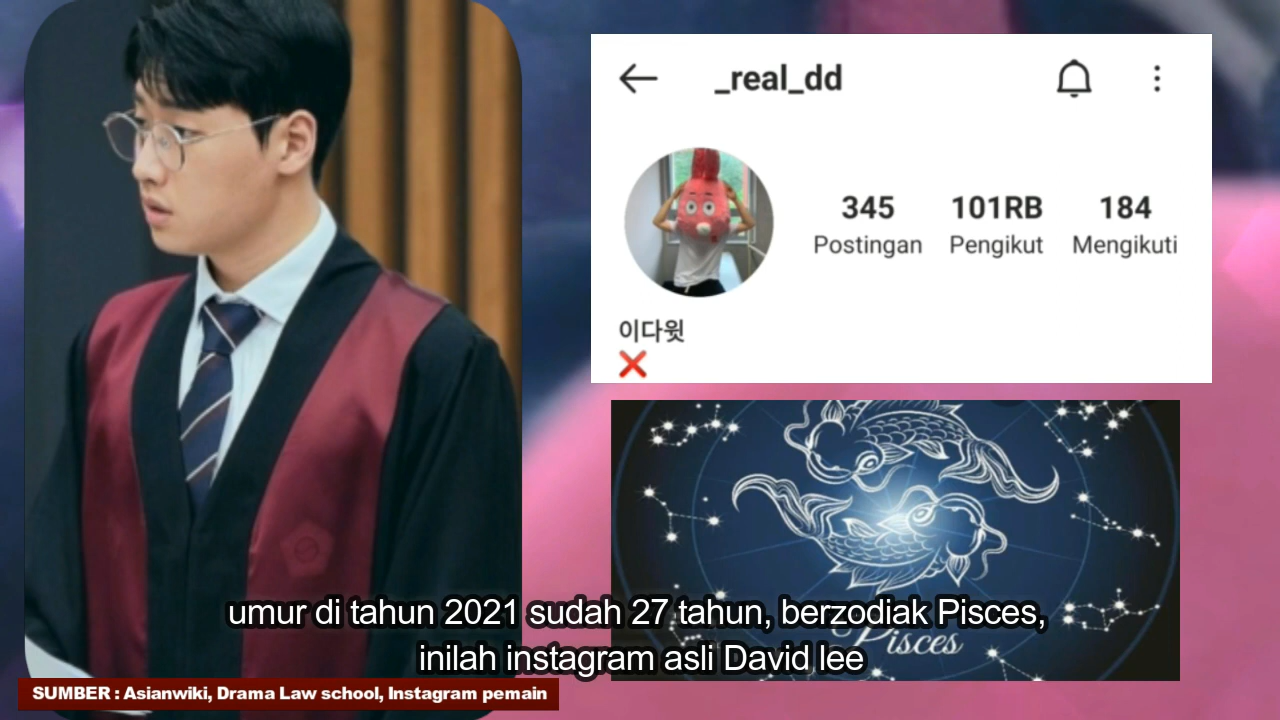 _real_dd
345
101RB
184
Postingan
Pengikut
Mengikuti
이다윗
❌
Pisces
umur di tahun 2021 sudah 27 tahun, berzodiak Pisces,
inilah instagram asli David lee
SUMBER : Asianwiki, Drama Law school, Instagram pemain